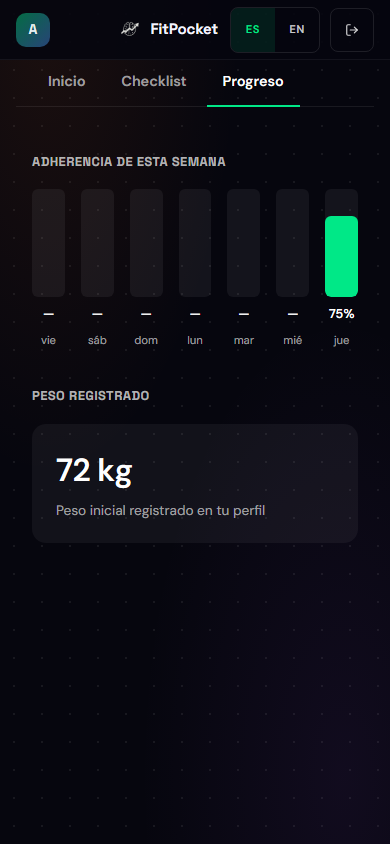 A FitPocket ES EN
Inicio Checklist Progreso
ADHERENCIA DE ESTA SEMANA
— — — — — — 75%
vie sáb dom lun mar mié jue
PESO REGISTRADO
72 kg
Peso inicial registrado en tu perfil